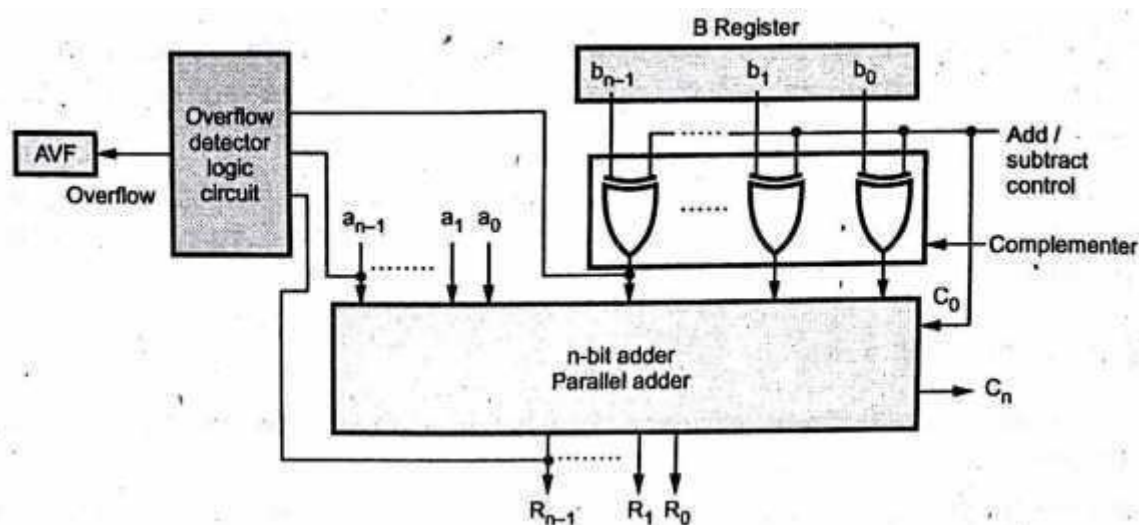 B Register
b_{n–1} b_1 b_0
Overflow
detector
logic
circuit
AVF
Overflow
Add /
subtract
control
a_{n–1} a_1 a_0
Complementer
C_0
n-bit adder
Parallel adder
C_n
R_{n–1} R_1 R_0